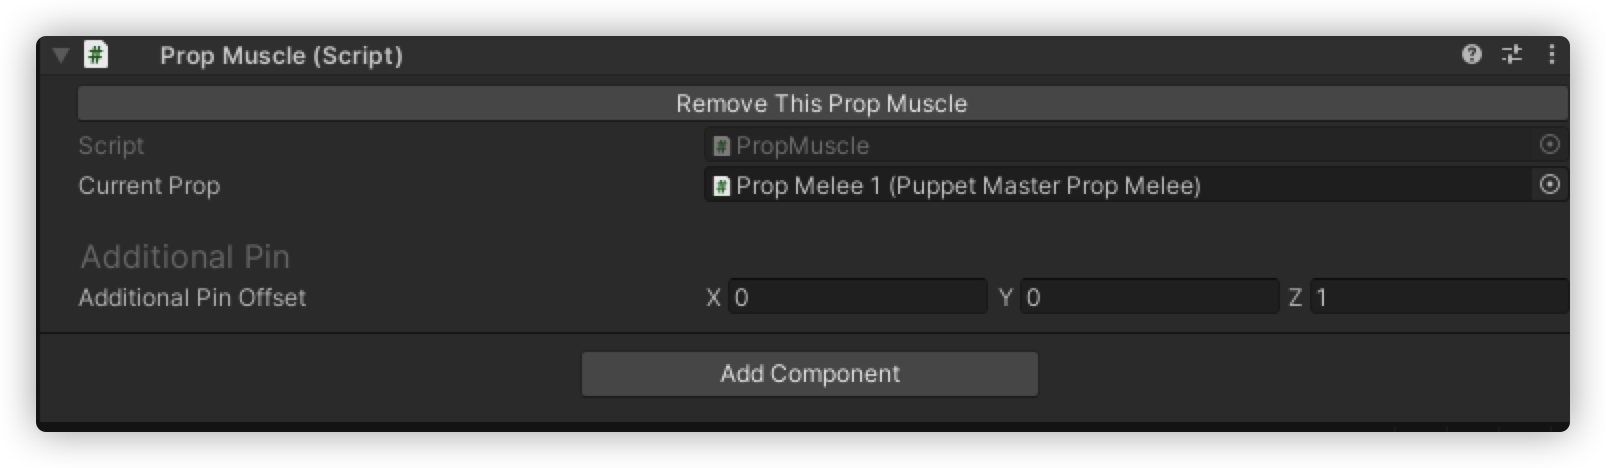 Prop Muscle (Script)
Remove This Prop Muscle
Script # PropMuscle
Current Prop # Prop Melee 1 (Puppet Master Prop Melee)
Additional Pin
Additional Pin Offset X 0 Y 0 Z 1
Add Component